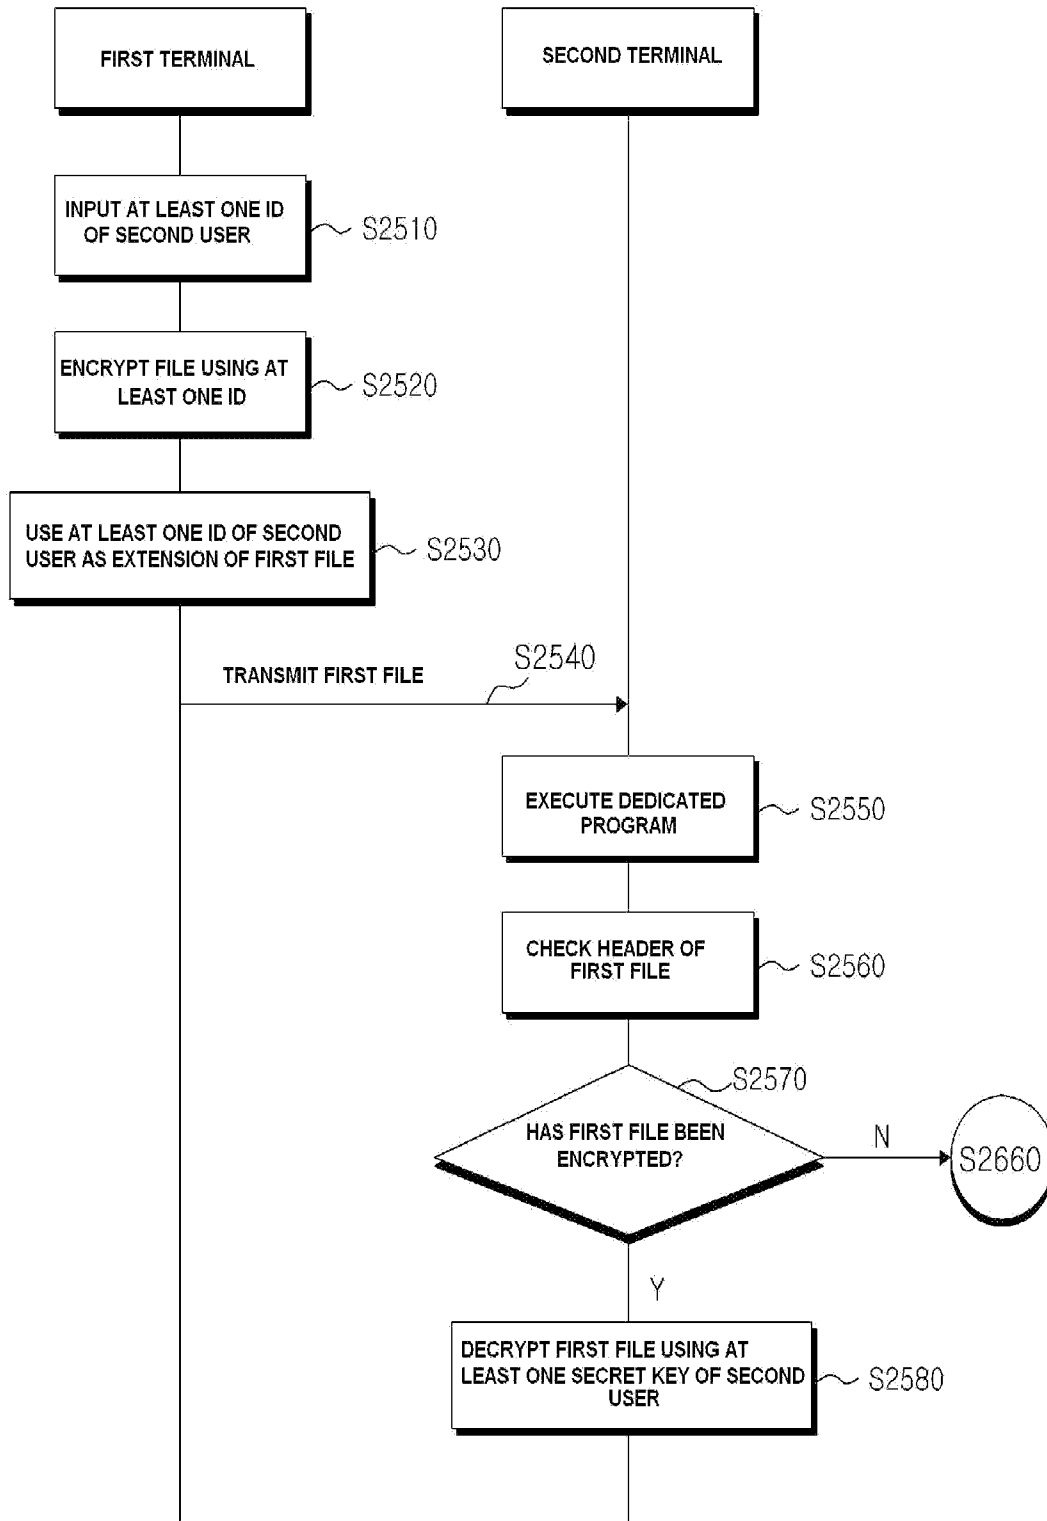 FIRST TERMINAL
SECOND TERMINAL
INPUT AT LEAST ONE ID
OF SECOND USER
S2510
ENCRYPT FILE USING AT
LEAST ONE ID
S2520
USE AT LEAST ONE ID OF SECOND
USER AS EXTENSION OF FIRST FILE
S2530
TRANSMIT FIRST FILE
S2540
EXECUTE DEDICATED
PROGRAM
S2550
CHECK HEADER OF
FIRST FILE
S2560
S2570
HAS FIRST FILE BEEN
ENCRYPTED?
N
S2660
Y
DECRYPT FIRST FILE USING AT
LEAST ONE SECRET KEY OF SECOND
USER
S2580